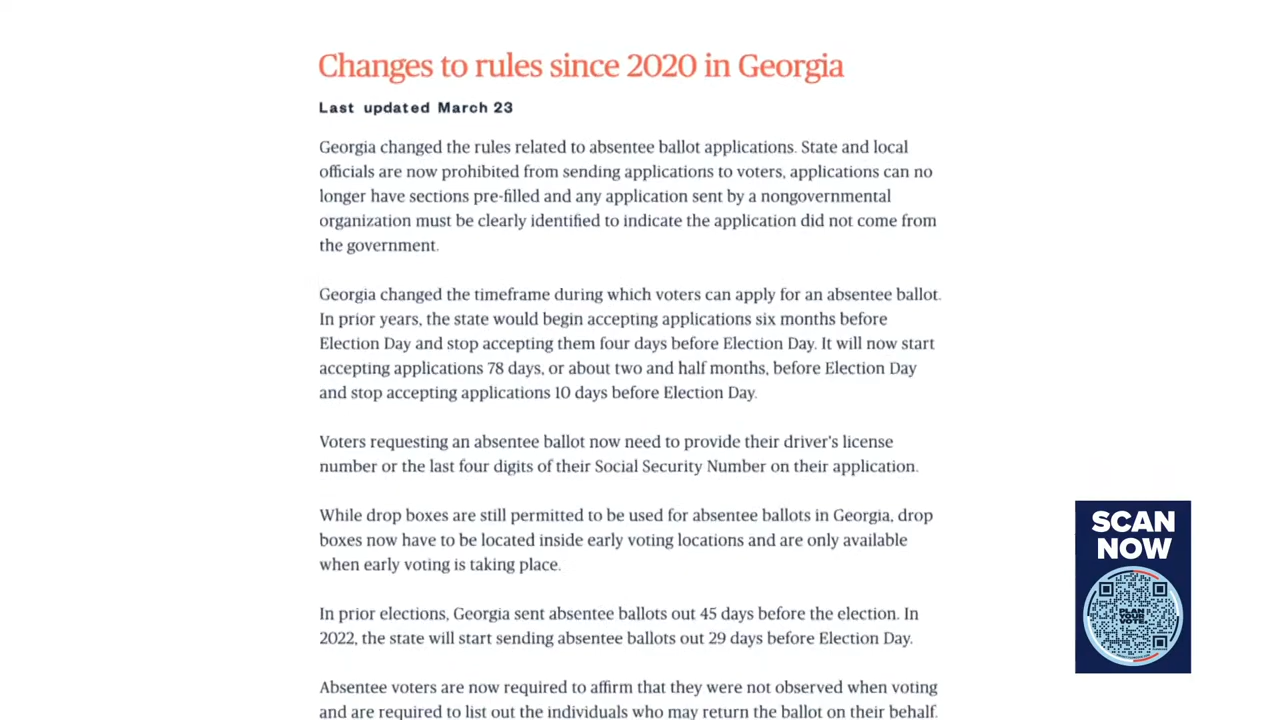 Changes to rules since 2020 in Georgia
Last updated March 23
Georgia changed the rules related to absentee ballot applications. State and local
officials are now prohibited from sending applications to voters, applications can no
longer have sections pre-filled and any application sent by a nongovernmental
organization must be clearly identified to indicate the application did not come from
the government.
Georgia changed the timeframe during which voters can apply for an absentee ballot.
In prior years, the state would begin accepting applications six months before
Election Day and stop accepting them four days before Election Day. It will now start
accepting applications 78 days, or about two and half months, before Election Day
and stop accepting applications 10 days before Election Day.
Voters requesting an absentee ballot now need to provide their driver's license
number or the last four digits of their Social Security Number on their application.
While drop boxes are still permitted to be used for absentee ballots in Georgia, drop
boxes now have to be located inside early voting locations and are only available
when early voting is taking place.
In prior elections, Georgia sent absentee ballots out 45 days before the election. In
2022, the state will start sending absentee ballots out 29 days before Election Day.
Absentee voters are now required to affirm that they were not observed when voting
and are required to list out the individuals who may return the ballot on their behalf.
SCAN
NOW
PLAN
YOUR
VOTE.